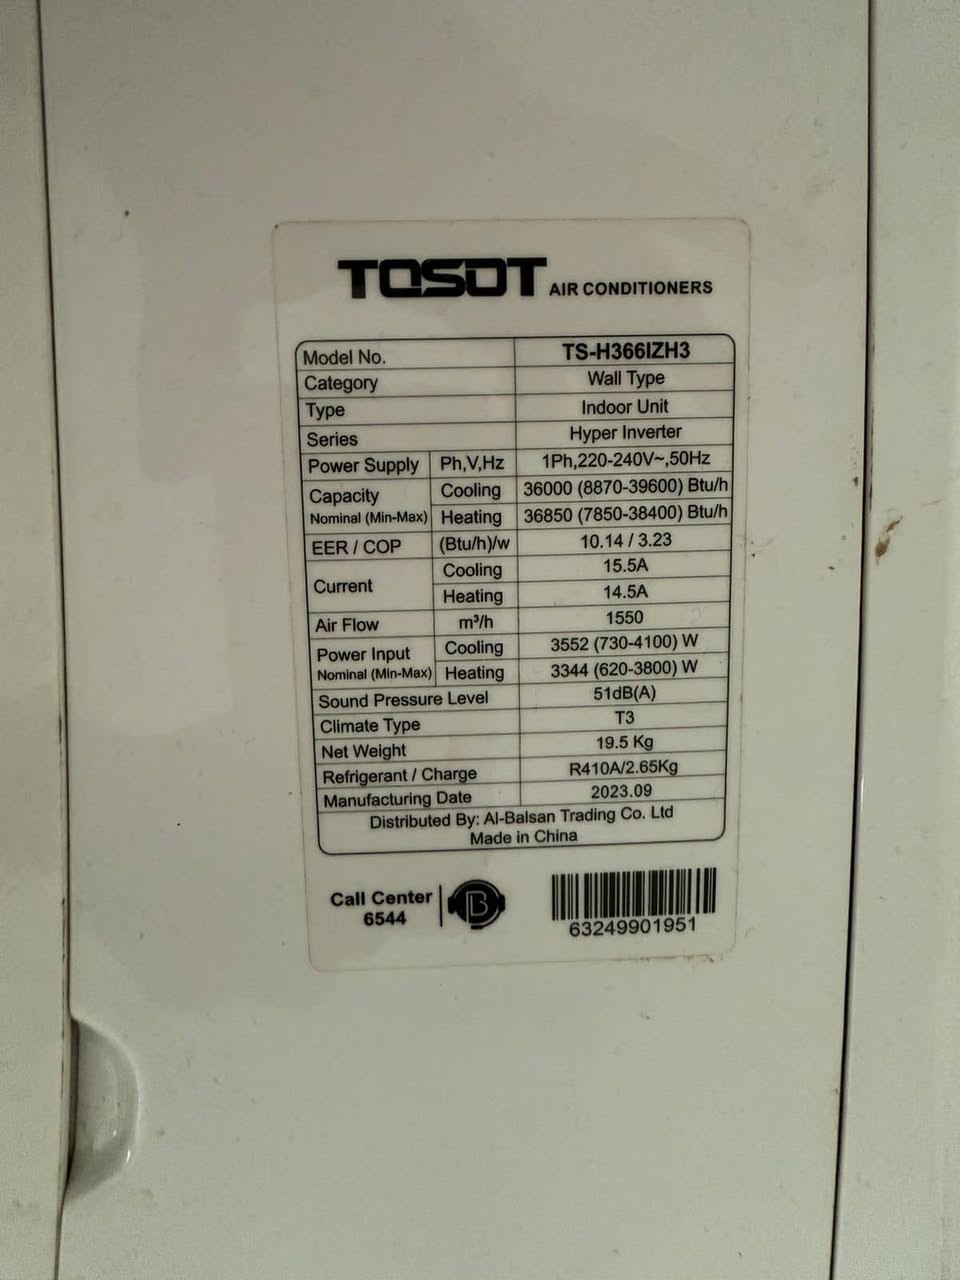 TOSOT AIR CONDITIONERS
Model No. TS-H366IZH3
Category Wall Type
Type Indoor Unit
Series Hyper Inverter
Power Supply Ph,V,Hz 1Ph,220-240V~,50Hz
Capacity Nominal (Min-Max) Cooling 36000 (8870-39600) Btu/h
Heating 36850 (7850-38400) Btu/h
EER / COP (Btu/h)/w 10.14 / 3.23
Current Cooling 15.5A
Heating 14.5A
Air Flow m³/h 1550
Power Input Nominal (Min-Max) Cooling 3552 (730-4100) W
Heating 3344 (620-3800) W
Sound Pressure Level 51dB(A)
Climate Type T3
Net Weight 19.5 Kg
Refrigerant / Charge R410A/2.65Kg
Manufacturing Date 2023.09
Distributed By: Al-Balsan Trading Co. Ltd
Made in China
Call Center
6544
B
63249901951